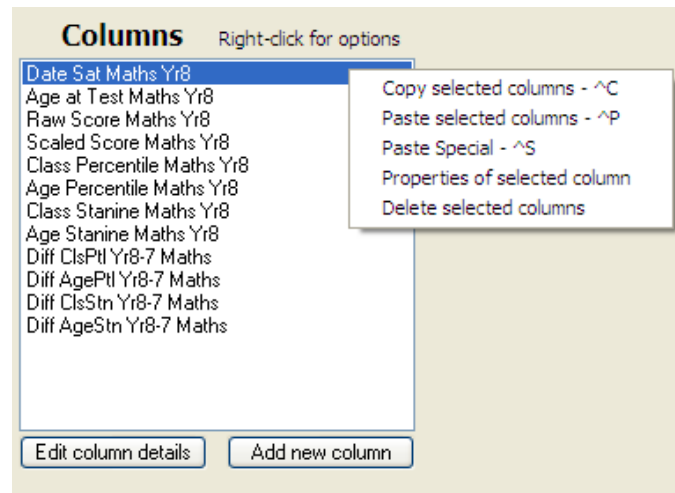 Columns Right-click for options
Date Sat Maths Yr8
Age at Test Maths Yr8
Raw Score Maths Yr8
Scaled Score Maths Yr8
Class Percentile Maths Yr8
Age Percentile Maths Yr8
Class Stanine Maths Yr8
Age Stanine Maths Yr8
Diff ClsPtl Yr8-7 Maths
Diff AgePtl Yr8-7 Maths
Diff ClsStn Yr8-7 Maths
Diff AgeStn Yr8-7 Maths
Copy selected columns - ^C
Paste selected columns - ^P
Paste Special - ^S
Properties of selected column
Delete selected columns
Edit column details
Add new column